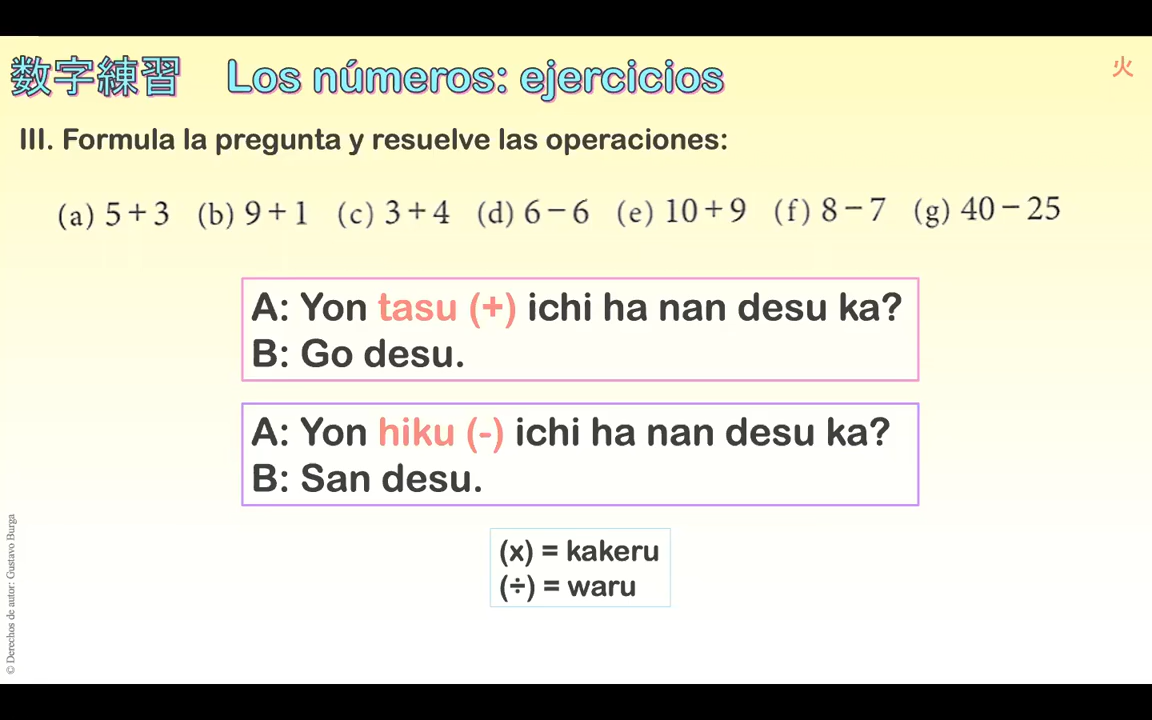 数字練習 Los números: ejercicios
火
III. Formula la pregunta y resuelve las operaciones:
(a) 5+3 (b) 9+1 (c) 3+4 (d) 6−6 (e) 10+9 (f) 8−7 (g) 40−25
A: Yon tasu (+) ichi ha nan desu ka?
B: Go desu.
A: Yon hiku (-) ichi ha nan desu ka?
B: San desu.
(x) = kakeru
(÷) = waru
© Derechos de autor: Gustavo Burga